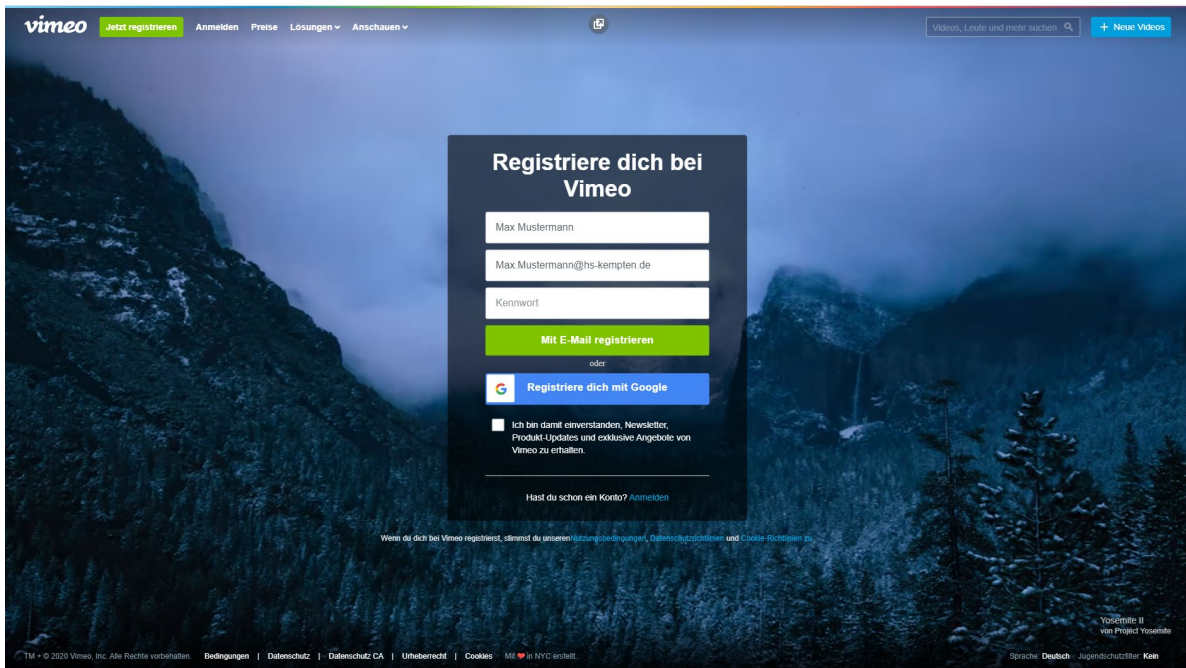 vimeo Jetzt registrieren Anmelden Preise Lösungen Anschauen Videos, Leute und mehr suchen + Neue Videos
Registriere dich bei
Vimeo
Max Mustermann
Max.Mustermann@hs-kempten.de
Kennwort
Mit E-Mail registrieren
oder
G Registriere dich mit Google
Ich bin damit einverstanden, Newsletter,
Produkt-Updates und exklusive Angebote von
Vimeo zu erhalten.
Hast du schon ein Konto? Anmelden
Wenn du dich bei Vimeo registrierst, stimmst du unserenNutzungsbedingungen, Datenschutzrichtlinien und Cookie-Richtlinien zu.
Yosemite II
von Project Yosemite
TM + © 2020 Vimeo, Inc. Alle Rechte vorbehalten. Bedingungen | Datenschutz | Datenschutz CA | Urheberrecht | Cookies Mit ❤ in NYC erstellt. Sprache: Deutsch Jugendschutzfilter: Kein